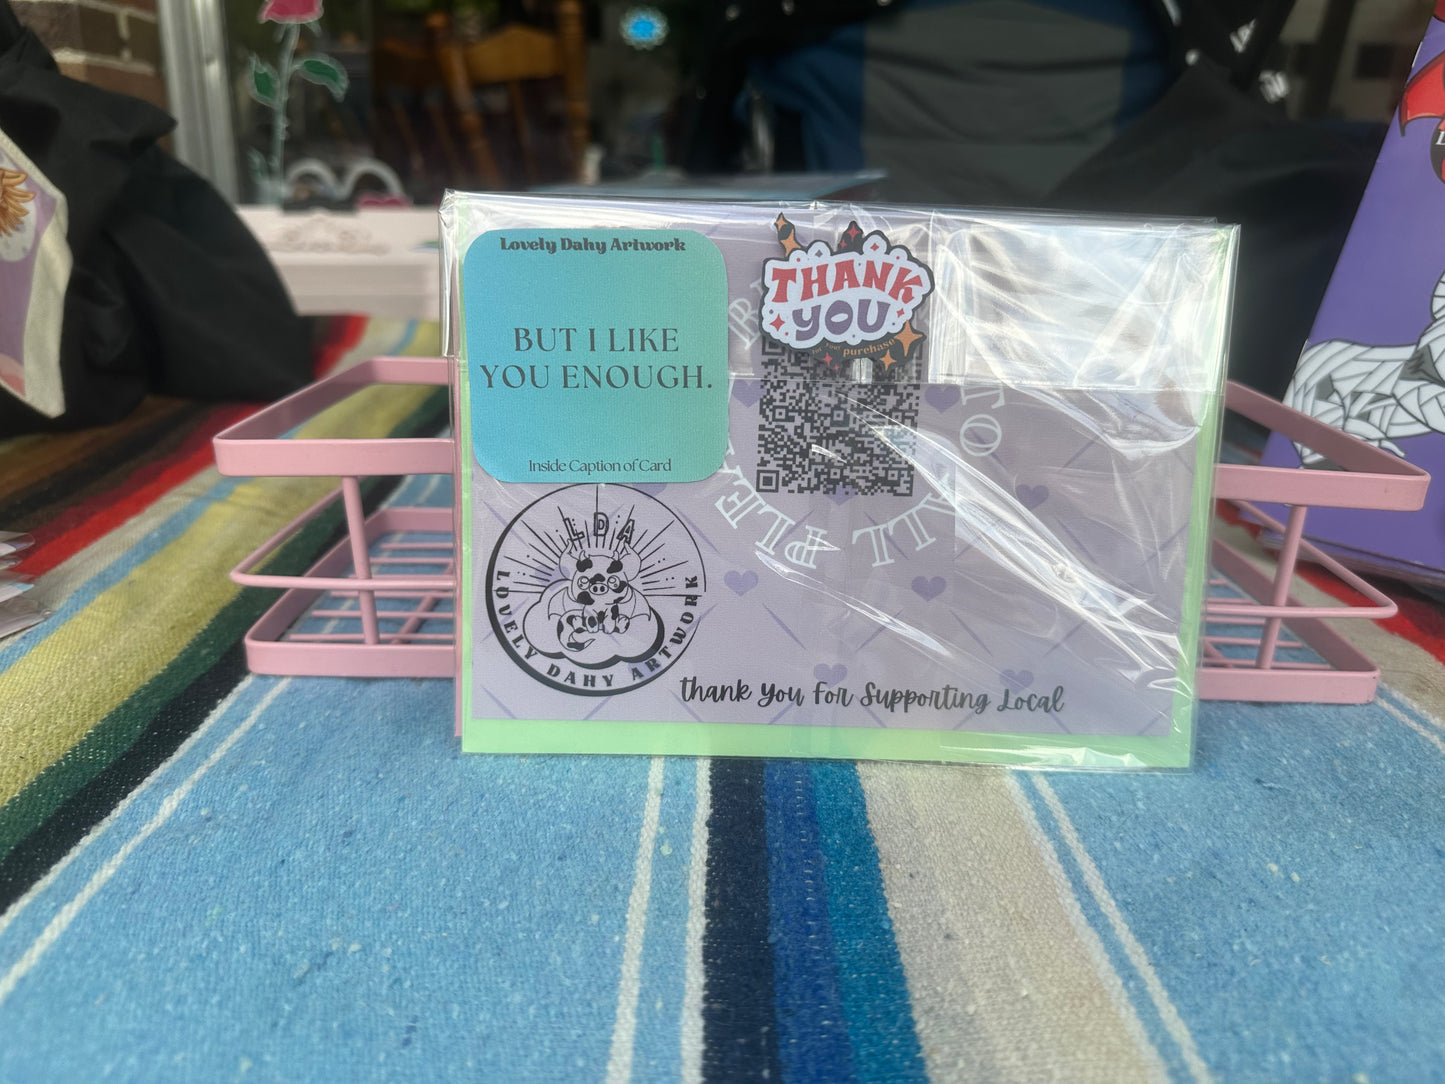 Lovely Dahy Artwork
BUT I LIKE
YOU ENOUGH.
Inside Caption of Card
THANK
YOU
for your purchase
LDA
LOVELY DAHY ARTWORK
Thank You For Supporting Local